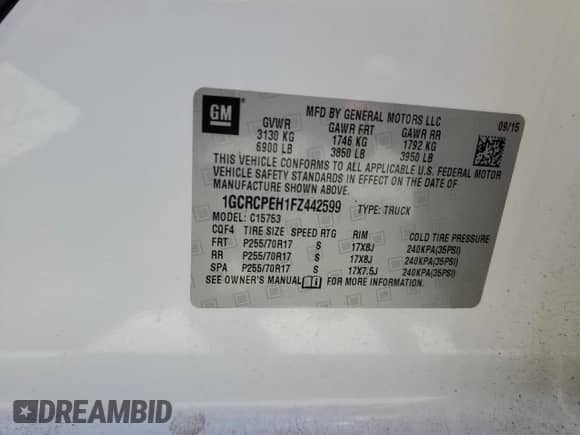 GM
MFD BY GENERAL MOTORS LLC
09/15
GVWR GAWR FRT GAWR RR
3130 KG 1746 KG 1792 KG
6900 LB 3850 LB 3950 LB
THIS VEHICLE CONFORMS TO ALL APPLICABLE U.S. FEDERAL MOTOR
VEHICLE SAFETY STANDARDS IN EFFECT ON THE DATE OF
MANUFACTURE SHOWN ABOVE.
1GCRCPEH1FZ442599 TYPE: TRUCK
MODEL: C15753
CQF4 TIRE SIZE SPEED RTG RIM COLD TIRE PRESSURE
FRT P255/70R17 S 17X8J 240KPA(35PSI)
RR P255/70R17 S 17X8J 240KPA(35PSI)
SPA P255/70R17 S 17X7.5J 240KPA(35PSI)
SEE OWNER'S MANUAL FOR MORE INFORMATION
DREAMBID